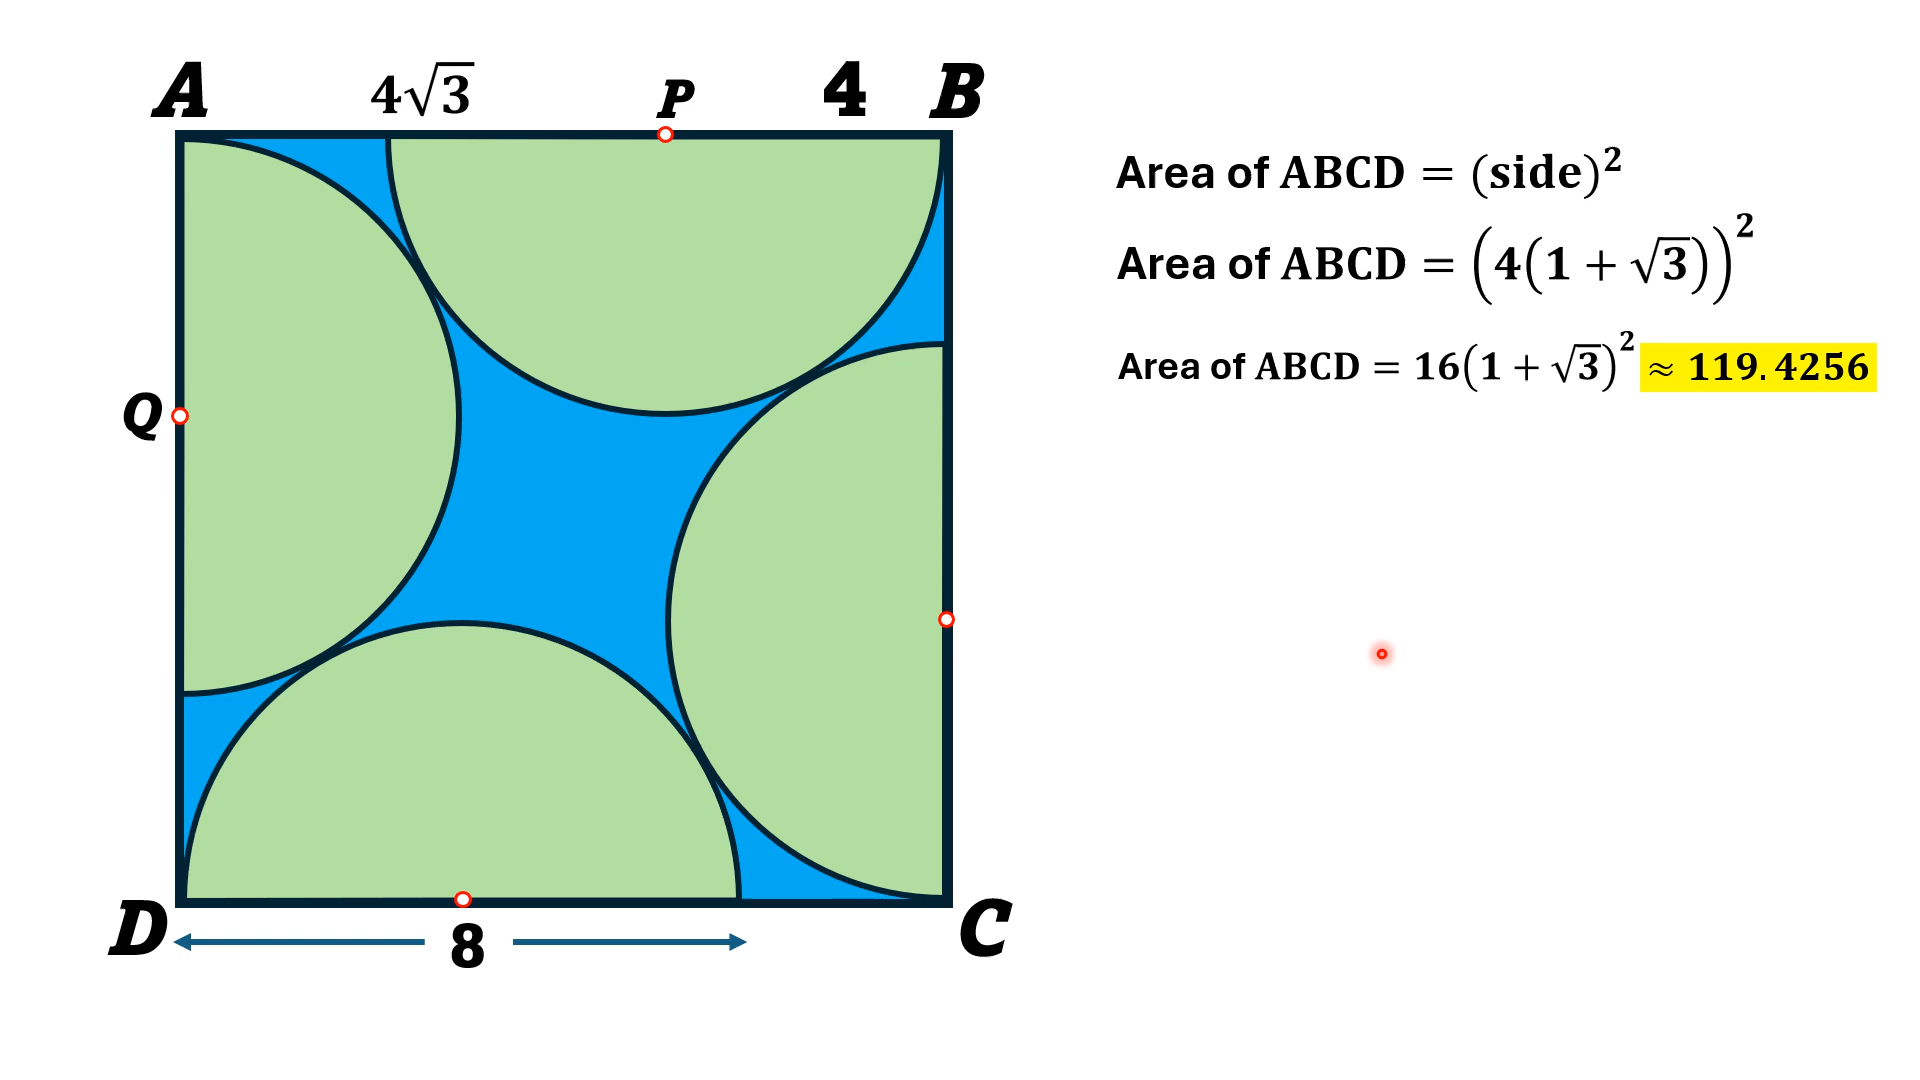 A 4√3 P 4 B
Area of ABCD = (side)²
Area of ABCD = (4(1 + √3))²
Area of ABCD = 16(1 + √3)² ≈ 119.4256
Q
D 8 C